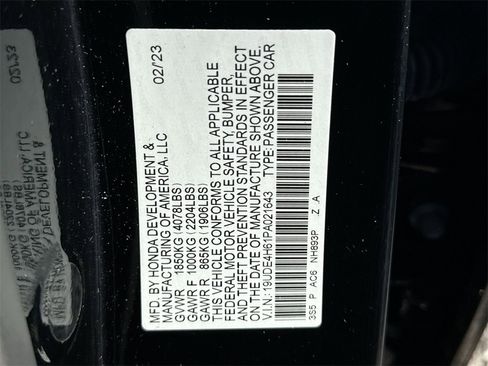 MFD. BY HONDA DEVELOPMENT & 02/23
MANUFACTURING OF AMERICA, LLC
GVWR 1850KG (4078LBS)
GAWR F 1000KG (2204LBS)
GAWR R 865KG (1906LBS)
THIS VEHICLE CONFORMS TO ALL APPLICABLE
FEDERAL MOTOR VEHICLE SAFETY, BUMPER,
AND THEFT PREVENTION STANDARDS IN EFFECT
ON THE DATE OF MANUFACTURE SHOWN ABOVE.
V.I.N.: 19UDE4H61PA021643 TYPE: PASSENGER CAR
3S5 P AC6 NH893P Z A